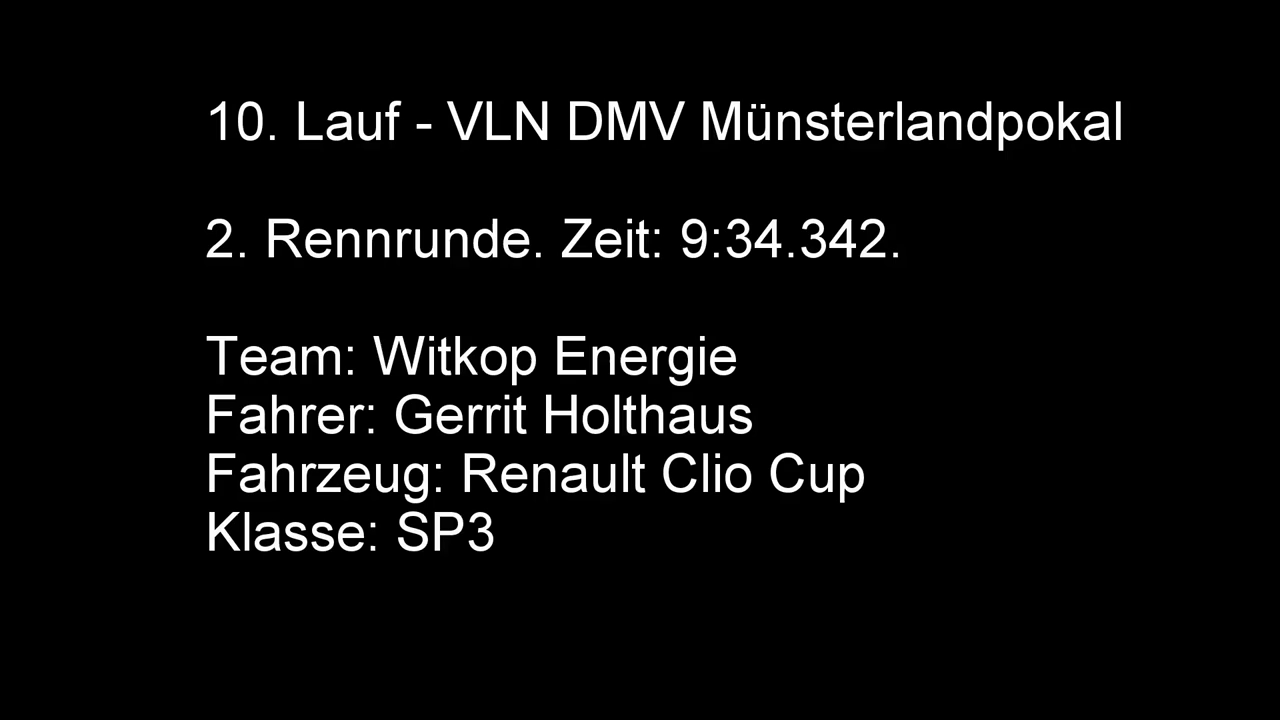 10. Lauf - VLN DMV Münsterlandpokal
2. Rennrunde. Zeit: 9:34.342.
Team: Witkop Energie
Fahrer: Gerrit Holthaus
Fahrzeug: Renault Clio Cup
Klasse: SP3